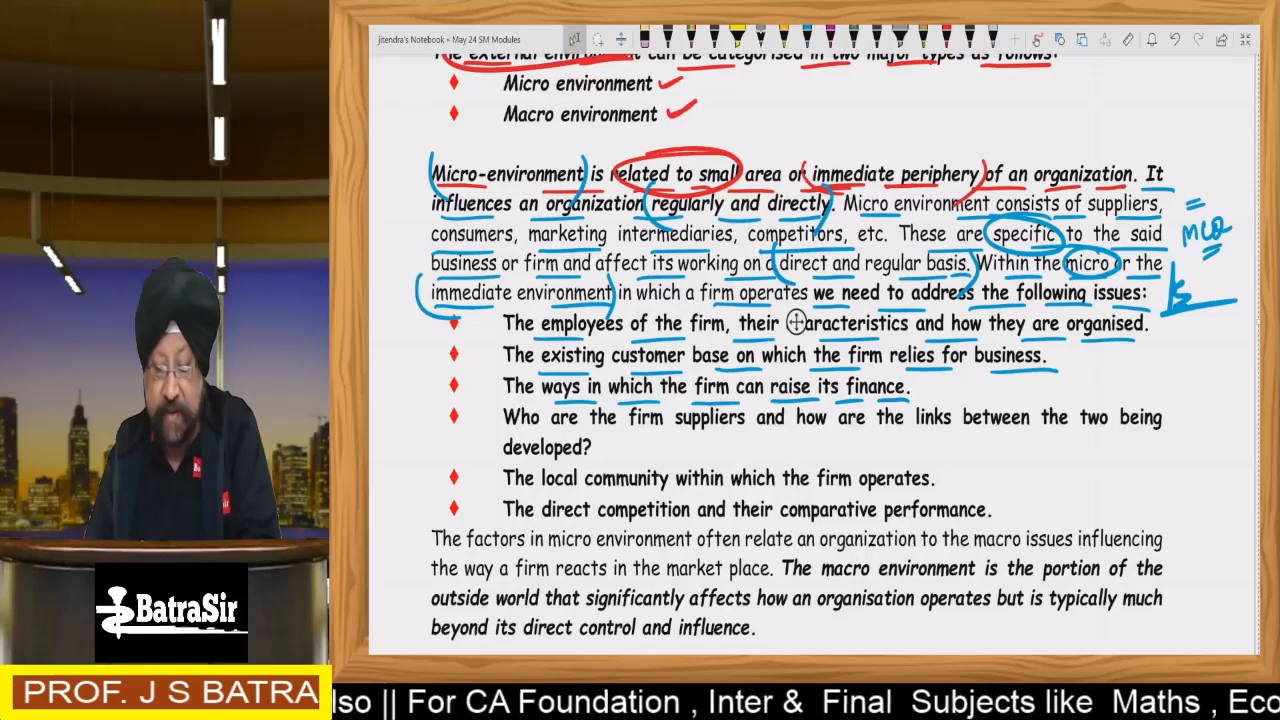 jitendra's Notebook » May 24 SM Modules
The external environment can be categorised in two major types as follows:
Micro environment
Macro environment
Micro-environment is related to small area or immediate periphery of an organization. It
influences an organization regularly and directly. Micro environment consists of suppliers,
consumers, marketing intermediaries, competitors, etc. These are specific to the said
business or firm and affect its working on a direct and regular basis. Within the micro or the
immediate environment in which a firm operates we need to address the following issues:
MCQ
The employees of the firm, their characteristics and how they are organised.
The existing customer base on which the firm relies for business.
The ways in which the firm can raise its finance.
Who are the firm suppliers and how are the links between the two being
developed?
The local community within which the firm operates.
The direct competition and their comparative performance.
The factors in micro environment often relate an organization to the macro issues influencing
the way a firm reacts in the market place. The macro environment is the portion of the
outside world that significantly affects how an organisation operates but is typically much
beyond its direct control and influence.
BatraSir
PROF. J S BATRA
lso || For CA Foundation , Inter & Final Subjects like Maths , Eco